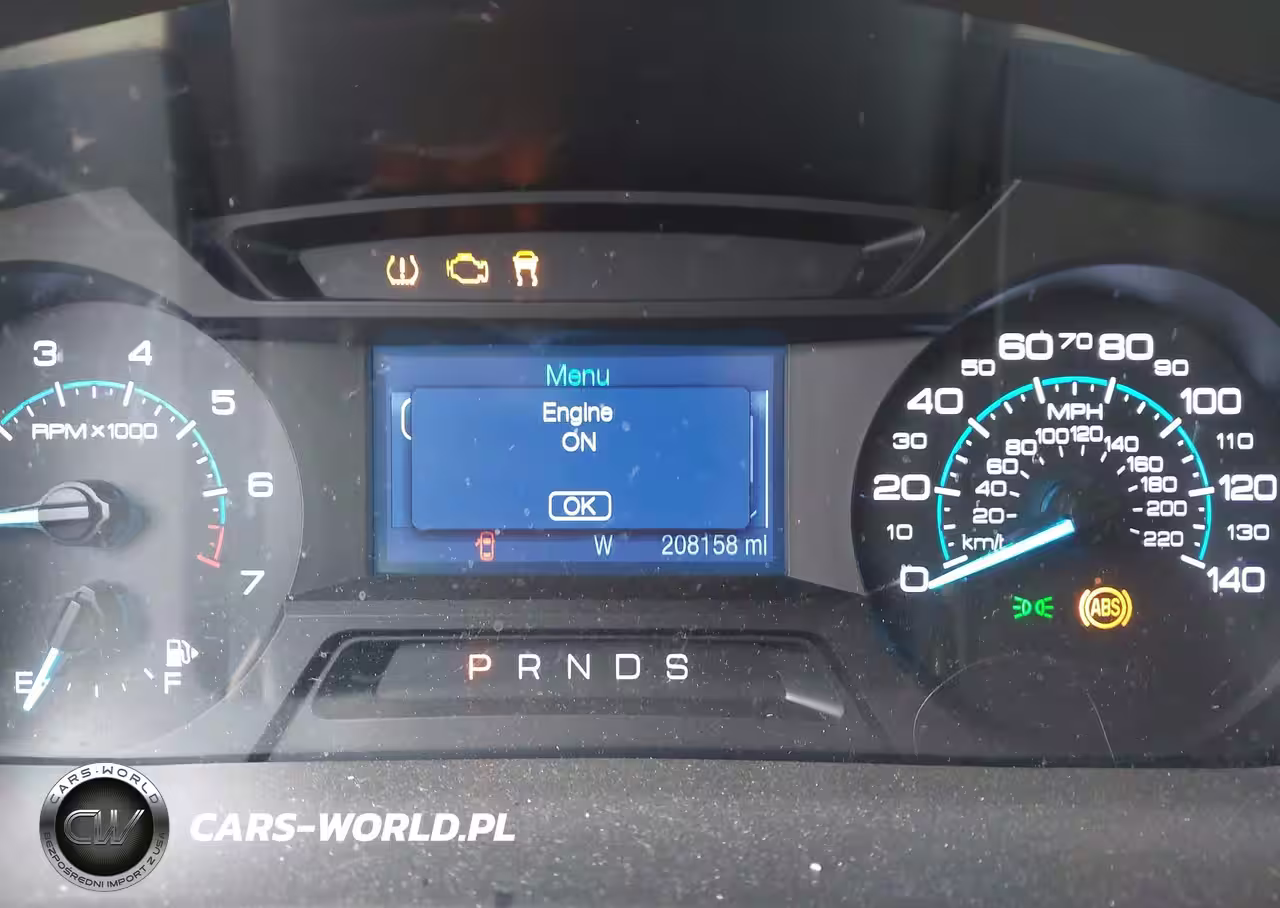 3 4 5 6 7
RPM×1000
E F
Menu
Engine
ON
OK
W 208158 mi
P R N D S
0 10 20 30 40 50 60 70 80 90 100 110 120 130 140
MPH
20 40 60 80 100 120 140 160 180 200 220
km/h
ABS
CARS-WORLD
CW
BEZPOŚREDNI IMPORT Z USA
CARS-WORLD.PL